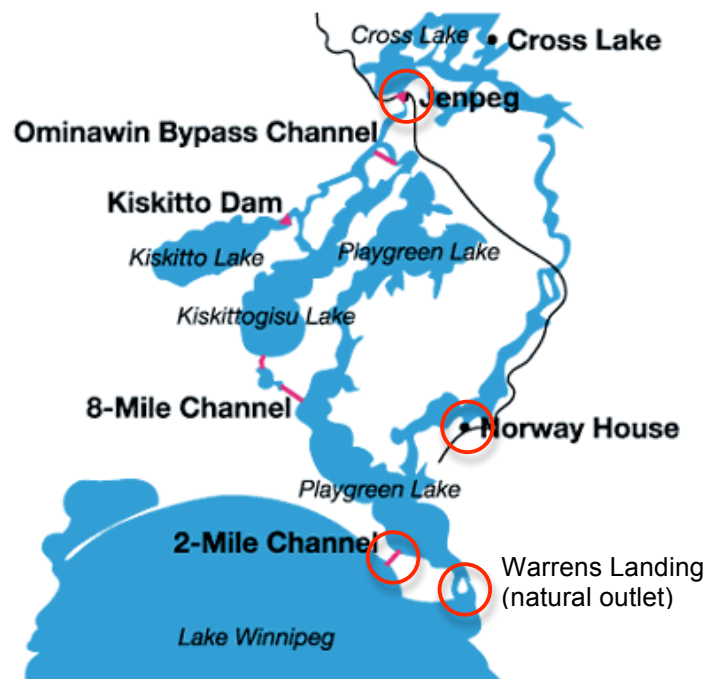 Cross Lake
Cross Lake
Jenpeg
Ominawin Bypass Channel
Kiskitto Dam
Kiskitto Lake
Playgreen Lake
Kiskittogisu Lake
8-Mile Channel
Norway House
Playgreen Lake
2-Mile Channel
Warrens Landing
(natural outlet)
Lake Winnipeg